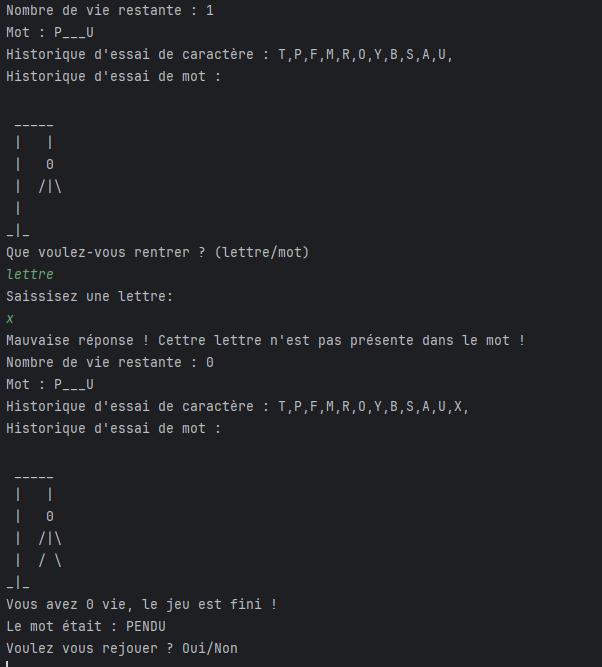 Nombre de vie restante : 1
Mot : P___U
Historique d'essai de caractère : T,P,F,M,R,O,Y,B,S,A,U,
Historique d'essai de mot :

 _____
 |   |
 |   0
 |  /|\
 |
_|_
Que voulez-vous rentrer ? (lettre/mot)
lettre
Saissisez une lettre:
x
Mauvaise réponse ! Cettre lettre n'est pas présente dans le mot !
Nombre de vie restante : 0
Mot : P___U
Historique d'essai de caractère : T,P,F,M,R,O,Y,B,S,A,U,X,
Historique d'essai de mot :

 _____
 |   |
 |   0
 |  /|\
 |  / \
_|_
Vous avez 0 vie, le jeu est fini !
Le mot était : PENDU
Voulez vous rejouer ? Oui/Non